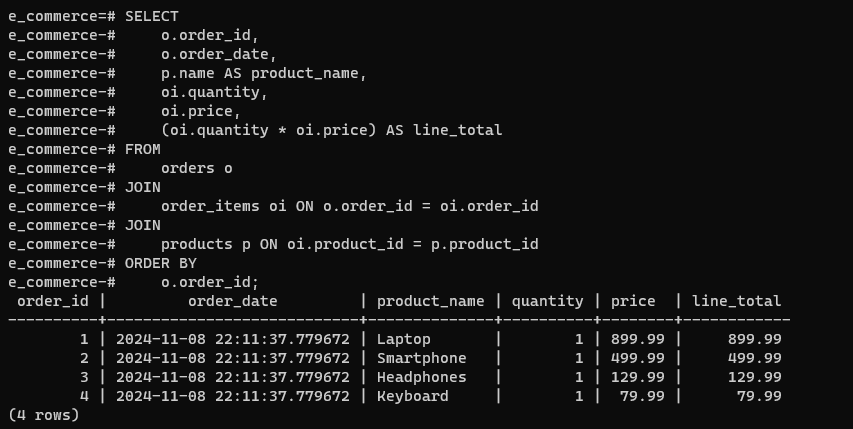 e_commerce=# SELECT
e_commerce-#     o.order_id,
e_commerce-#     o.order_date,
e_commerce-#     p.name AS product_name,
e_commerce-#     oi.quantity,
e_commerce-#     oi.price,
e_commerce-#     (oi.quantity * oi.price) AS line_total
e_commerce-# FROM
e_commerce-#     orders o
e_commerce-# JOIN
e_commerce-#     order_items oi ON o.order_id = oi.order_id
e_commerce-# JOIN
e_commerce-#     products p ON oi.product_id = p.product_id
e_commerce-# ORDER BY
e_commerce-#     o.order_id;
 order_id |         order_date         | product_name | quantity | price  | line_total
----------+----------------------------+--------------+----------+--------+------------
        1 | 2024-11-08 22:11:37.779672 | Laptop       |        1 | 899.99 |     899.99
        2 | 2024-11-08 22:11:37.779672 | Smartphone   |        1 | 499.99 |     499.99
        3 | 2024-11-08 22:11:37.779672 | Headphones   |        1 | 129.99 |     129.99
        4 | 2024-11-08 22:11:37.779672 | Keyboard     |        1 |  79.99 |      79.99
(4 rows)